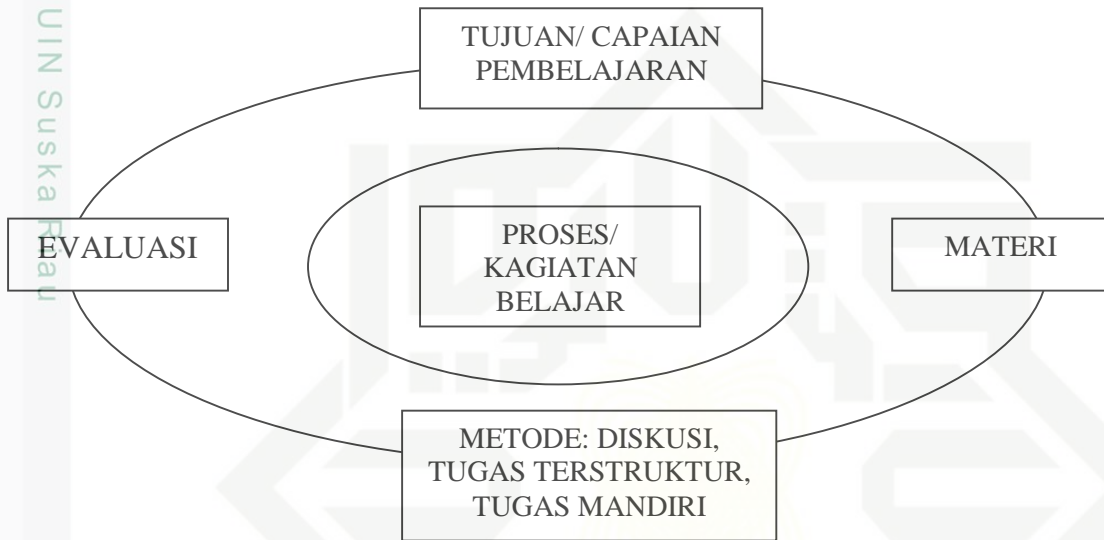 UIN Suska Riau
TUJUAN/ CAPAIAN
PEMBELAJARAN
EVALUASI
PROSES/
KAGIATAN
BELAJAR
MATERI
METODE: DISKUSI,
TUGAS TERSTRUKTUR,
TUGAS MANDIRI